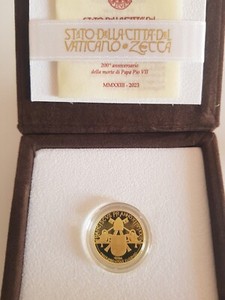 STATO DELLA CITTÀ DEL
VATICANO ZECCA
200° anniversario
della morte di Papa Pio VII
MMXXIII - 2023